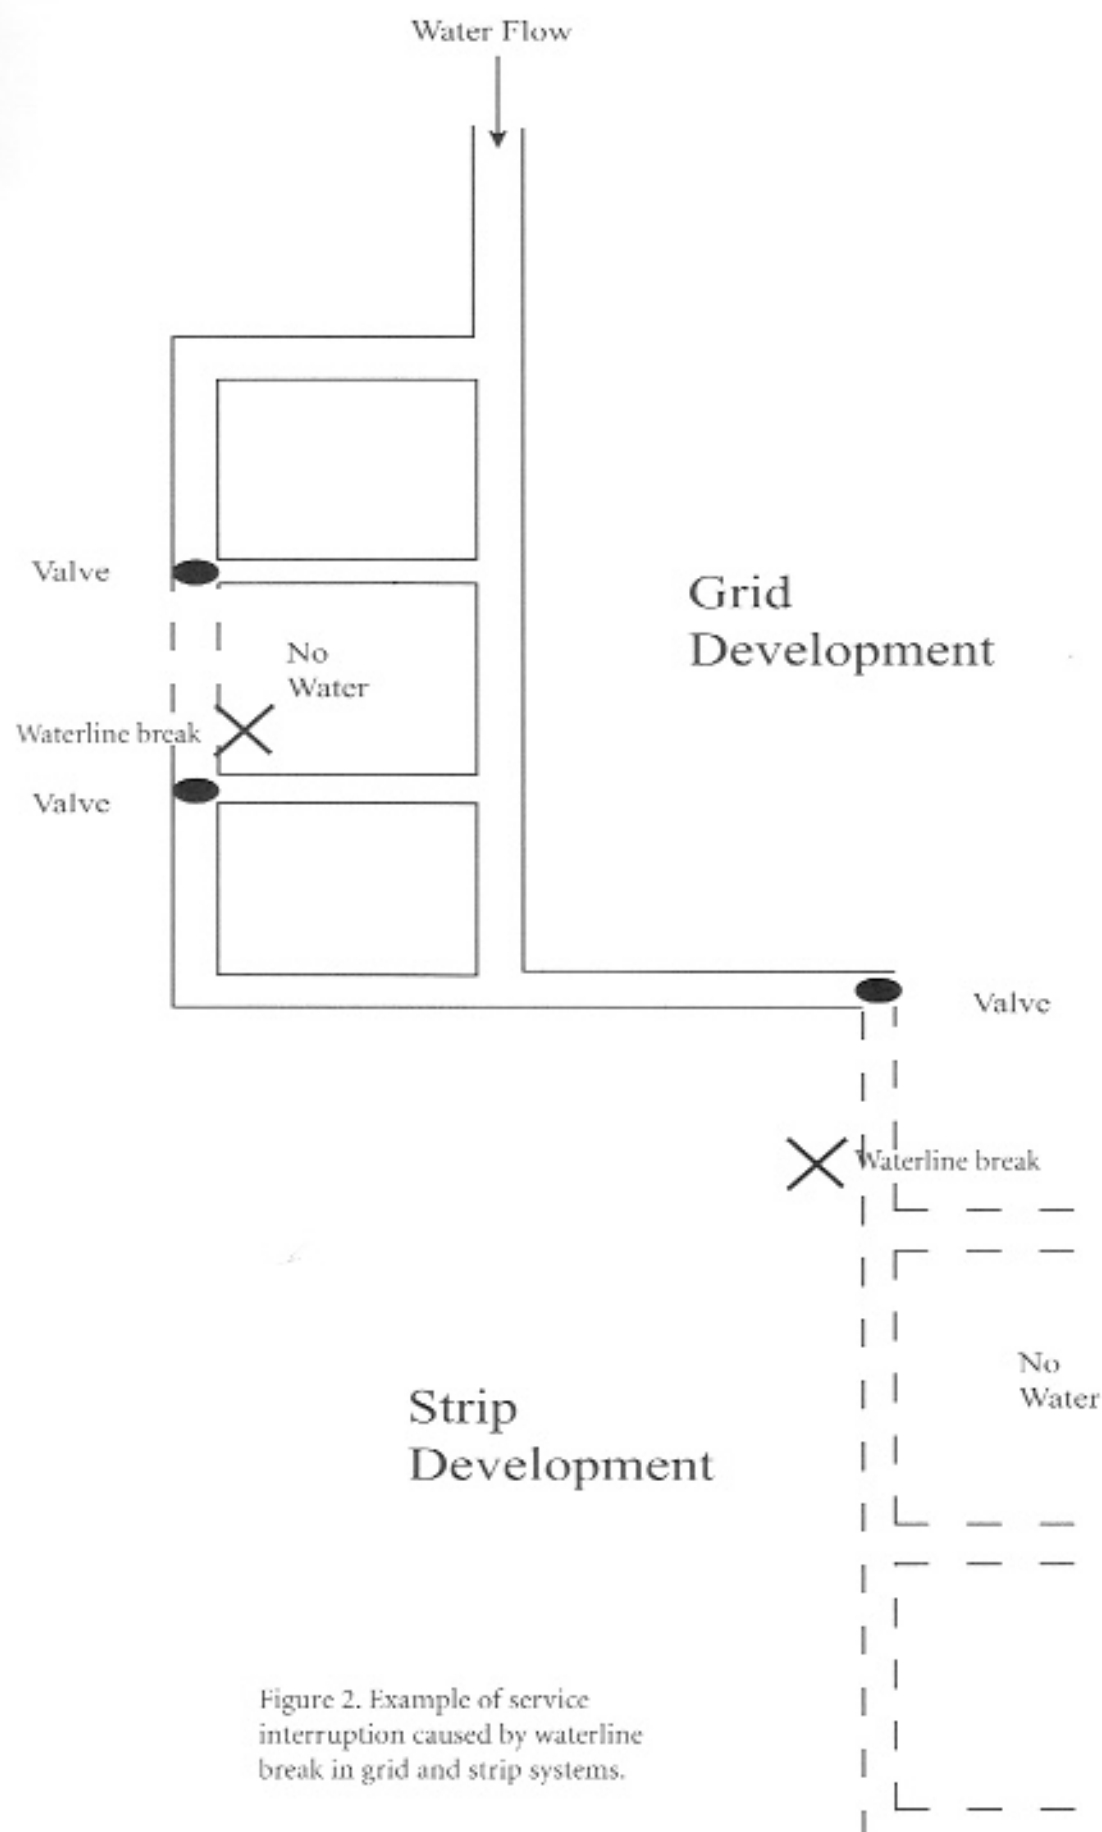 Water Flow
Valve
Grid
Development
No
Water
Waterline break
Valve
Valve
Waterline break
No
Water
Strip
Development
Figure 2. Example of service
interruption caused by waterline
break in grid and strip systems.